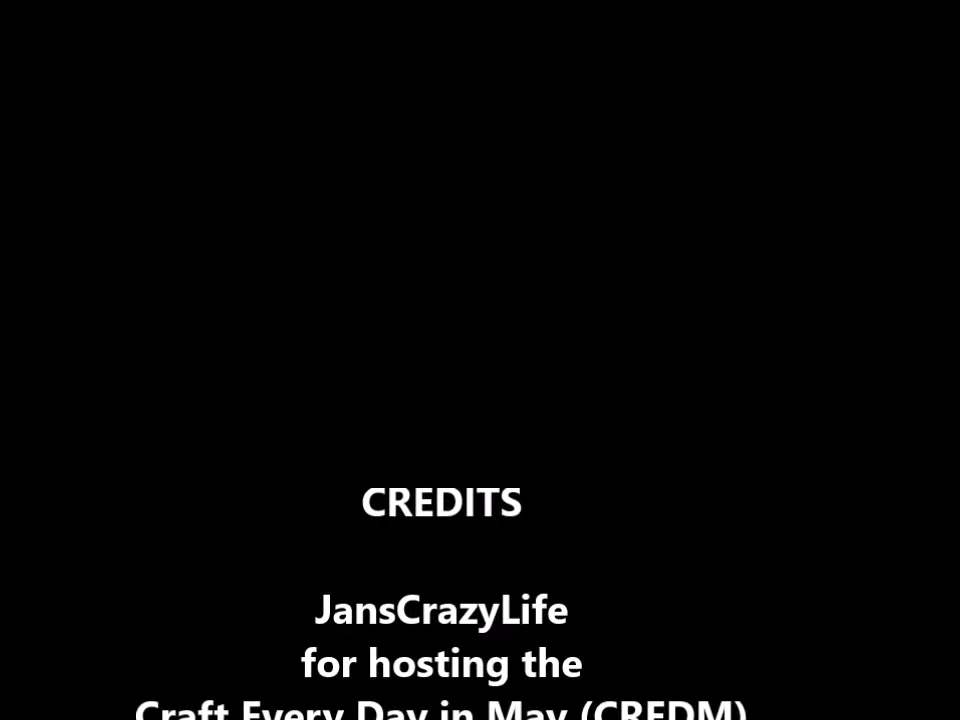 CREDITS
JansCrazyLife
for hosting the
Craft Every Day in May (CREDM)